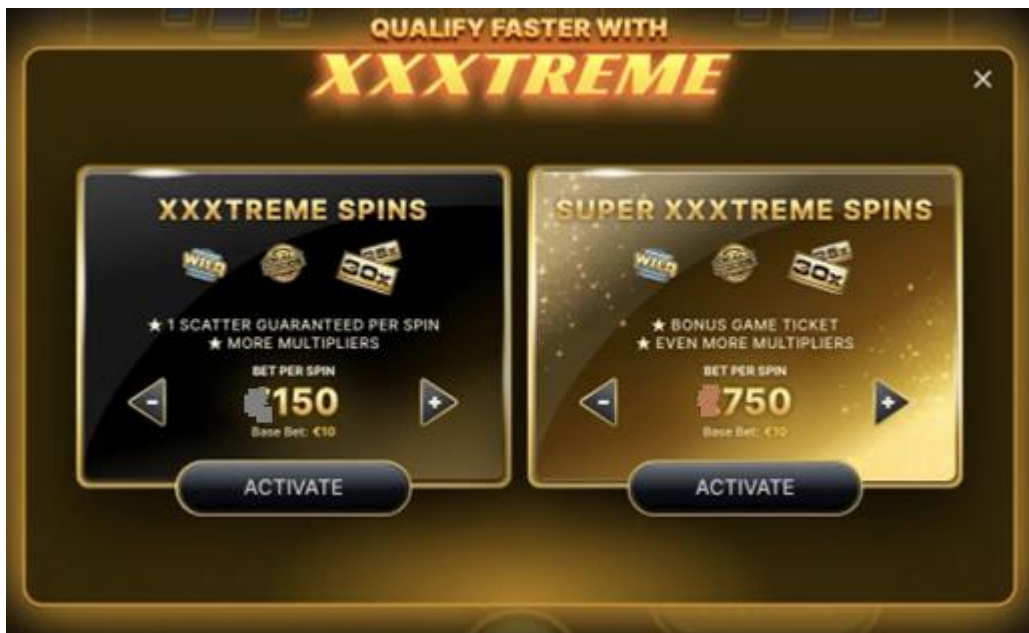 QUALIFY FASTER WITH
XXXTREME
×
XXXTREME SPINS
WILD
30x
★ 1 SCATTER GUARANTEED PER SPIN
★ MORE MULTIPLIERS
BET PER SPIN
150
Base Bet: €10
ACTIVATE
SUPER XXXTREME SPINS
WILD
30x
★ BONUS GAME TICKET
★ EVEN MORE MULTIPLIERS
BET PER SPIN
750
Base Bet: €10
ACTIVATE